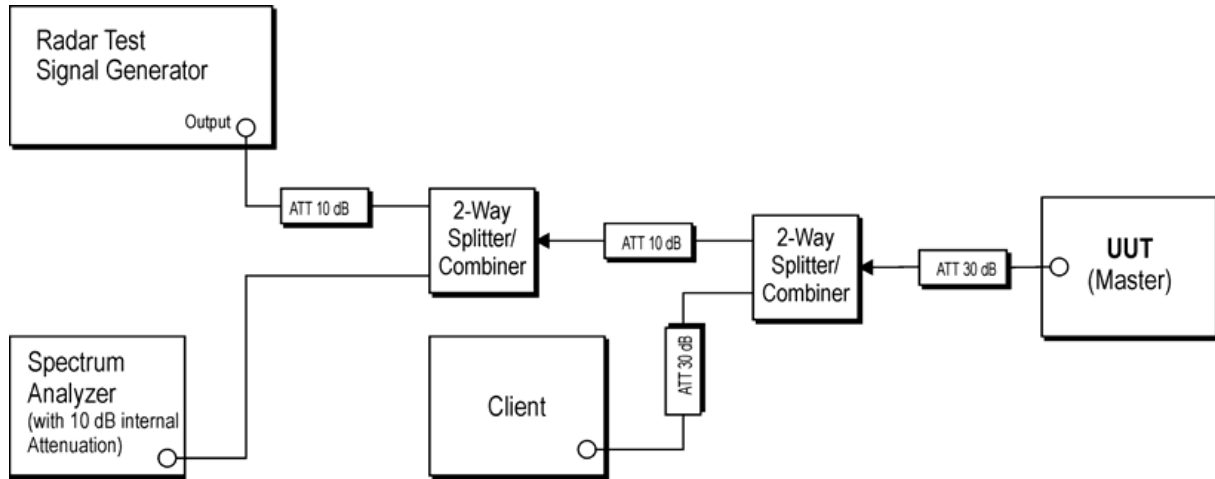 Radar Test
Signal Generator
Output
ATT 10 dB
2-Way
Splitter/
Combiner
ATT 10 dB
2-Way
Splitter/
Combiner
ATT 30 dB
UUT
(Master)
Spectrum
Analyzer
(with 10 dB internal
Attenuation)
Client
ATT 30 dB